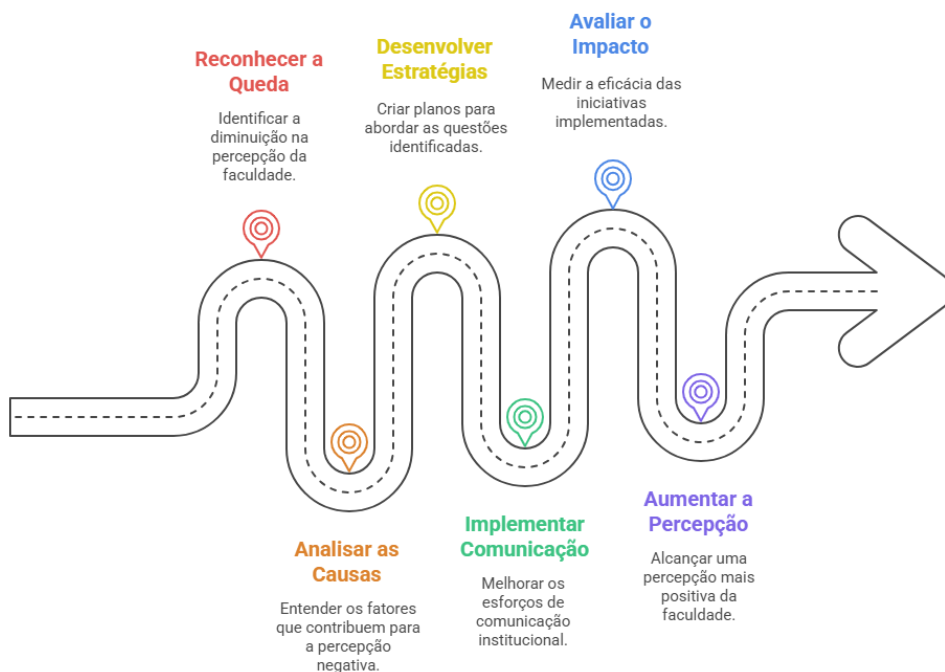 Reconhecer a
Queda
Identificar a
diminuição na
percepção da
faculdade.
Analisar as
Causas
Entender os fatores
que contribuem para
a percepção
negativa.
Desenvolver
Estratégias
Criar planos para
abordar as questões
identificadas.
Implementar
Comunicação
Melhorar os
esforços de
comunicação
institucional.
Avaliar o
Impacto
Medir a eficácia das
iniciativas
implementadas.
Aumentar a
Percepção
Alcançar uma
percepção mais
positiva da
faculdade.